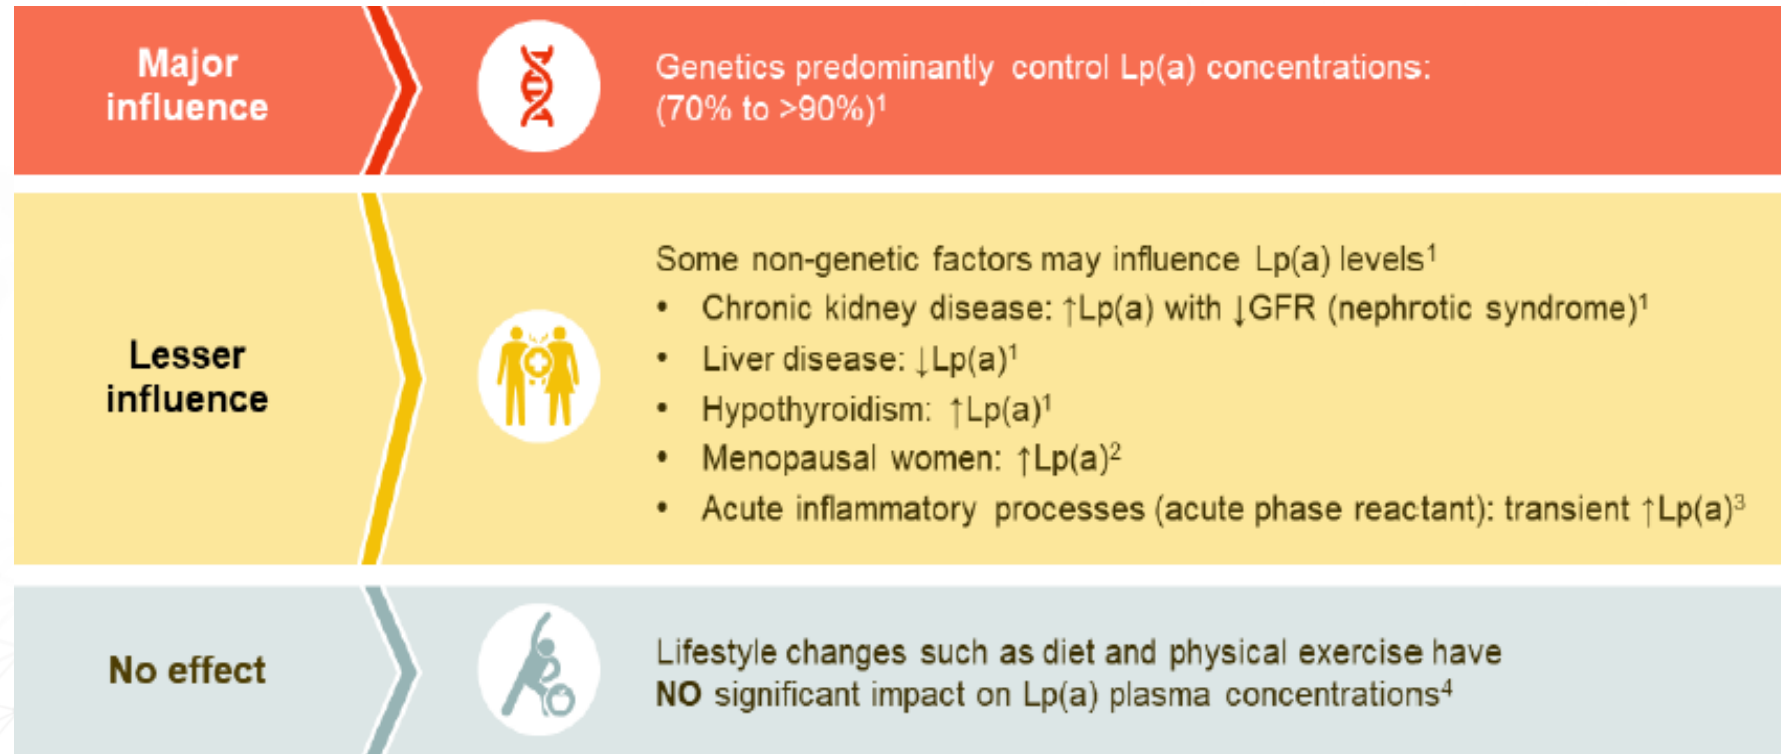 Major
influence
Genetics predominantly control Lp(a) concentrations:
(70% to >90%)¹
Lesser
influence
Some non-genetic factors may influence Lp(a) levels¹
• Chronic kidney disease: ↑Lp(a) with ↓GFR (nephrotic syndrome)¹
• Liver disease: ↓Lp(a)¹
• Hypothyroidism: ↑Lp(a)¹
• Menopausal women: ↑Lp(a)²
• Acute inflammatory processes (acute phase reactant): transient ↑Lp(a)³
No effect
Lifestyle changes such as diet and physical exercise have
NO significant impact on Lp(a) plasma concentrations⁴